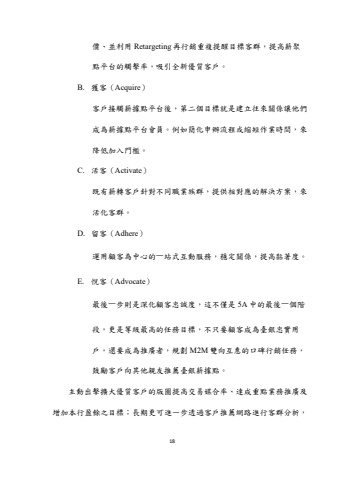 價、並利用 Retargeting 再行銷重複提醒目標客群，提高薪聚
點平台的觸擊率，吸引全新優質客戶。
B. 獲客（Acquire）
客戶接觸薪據點平台後，第二個目標就是建立往來關係讓他們
成為薪據點平台會員。例如簡化申辦流程或縮短作業時間，來
降低加入門檻。
C. 活客（Activate）
既有薪轉客戶針對不同職業族群，提供相對應的解決方案，來
活化客群。
D. 留客（Adhere）
運用顧客為中心的一站式互動服務，穩定關係，提高黏著度。
E. 悅客（Advocate）
最後一步則是深化顧客忠誠度，這不僅是 5A 中的最後一個階
段，更是等級最高的任務目標，不只要顧客成為臺銀忠實用
戶，還要成為推廣者，規劃 M2M 雙向互惠的口碑行銷任務，
鼓勵客戶向其他親友推薦臺銀薪據點。
主動出擊擴大優質客戶的版圖提高交易媒合率、達成重點業務推廣及
增加本行盈餘之目標；長期更可進一步透過客戶推薦網路進行客群分析，
18